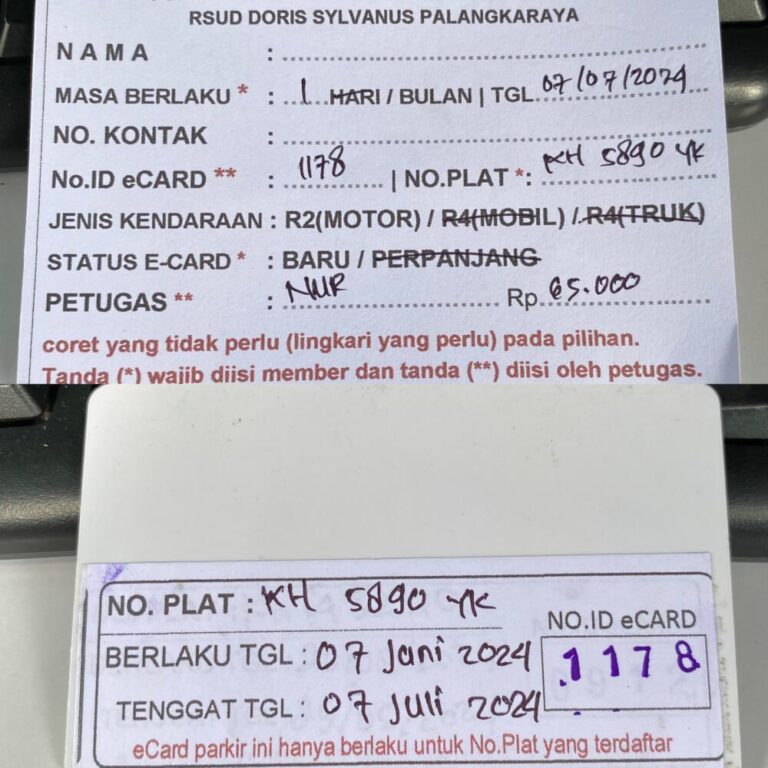 RSUD DORIS SYLVANUS PALANGKARAYA
NAMA :
MASA BERLAKU * : 1 HARI / BULAN | TGL 07/07/2024
NO. KONTAK :
No.ID eCARD ** : 1178 | NO.PLAT *: KH 5890 YK
JENIS KENDARAAN : R2(MOTOR) / R4(MOBIL) / R4(TRUK)
STATUS E-CARD * : BARU / PERPANJANG
PETUGAS ** : NUR Rp. 65.000
coret yang tidak perlu (lingkari yang perlu) pada pilihan.
Tanda (*) wajib diisi member dan tanda (**) diisi oleh petugas.
NO. PLAT : KH 5890 YK
NO.ID eCARD
BERLAKU TGL : 07 Juni 2024
1178
TENGGAT TGL : 07 Juli 2024
eCard parkir ini hanya berlaku untuk No.Plat yang terdaftar